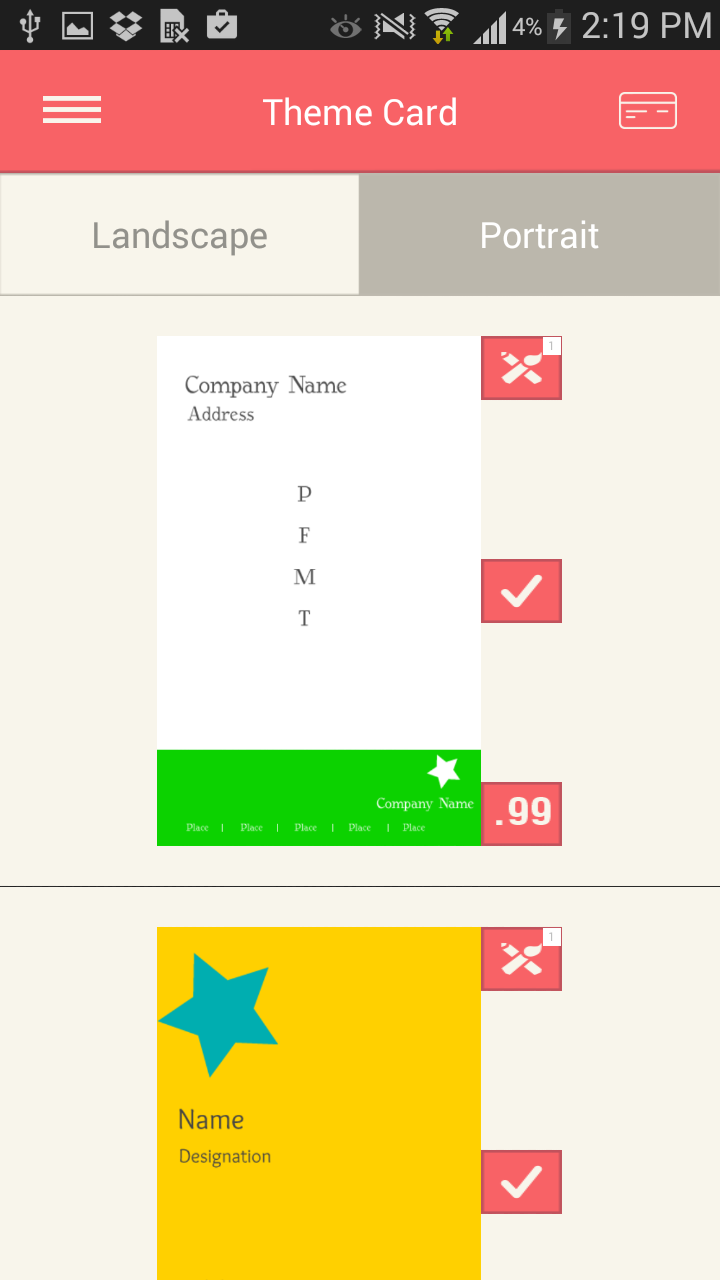 4% 2:19 PM
Theme Card
Landscape Portrait
1
Company Name
Address
P
F
M
T
.99
Company Name
Place | Place | Place | Place | Place
1
Name
Designation